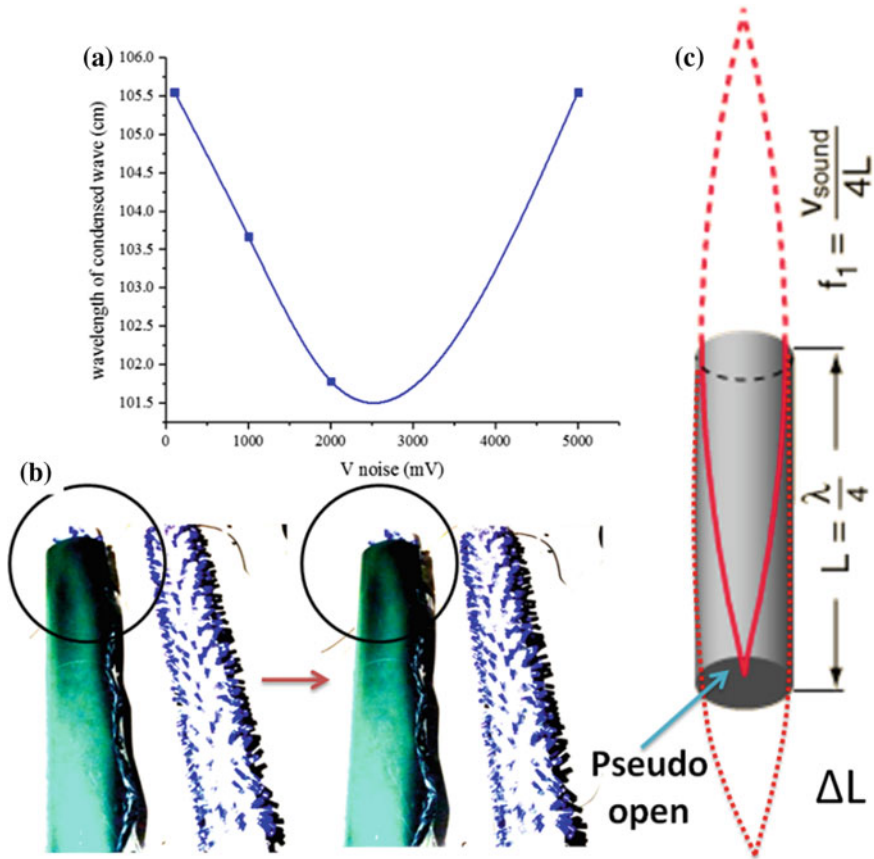 (a)
106.0
105.5
105.0
104.5
104.0
103.5
103.0
102.5
102.0
101.5
wavelength of condensed wave (cm)
0
1000
2000
3000
4000
5000
V noise (mV)
(b)
(c)
f₁ = V_sound / 4L
L = λ / 4
Pseudo
open
ΔL